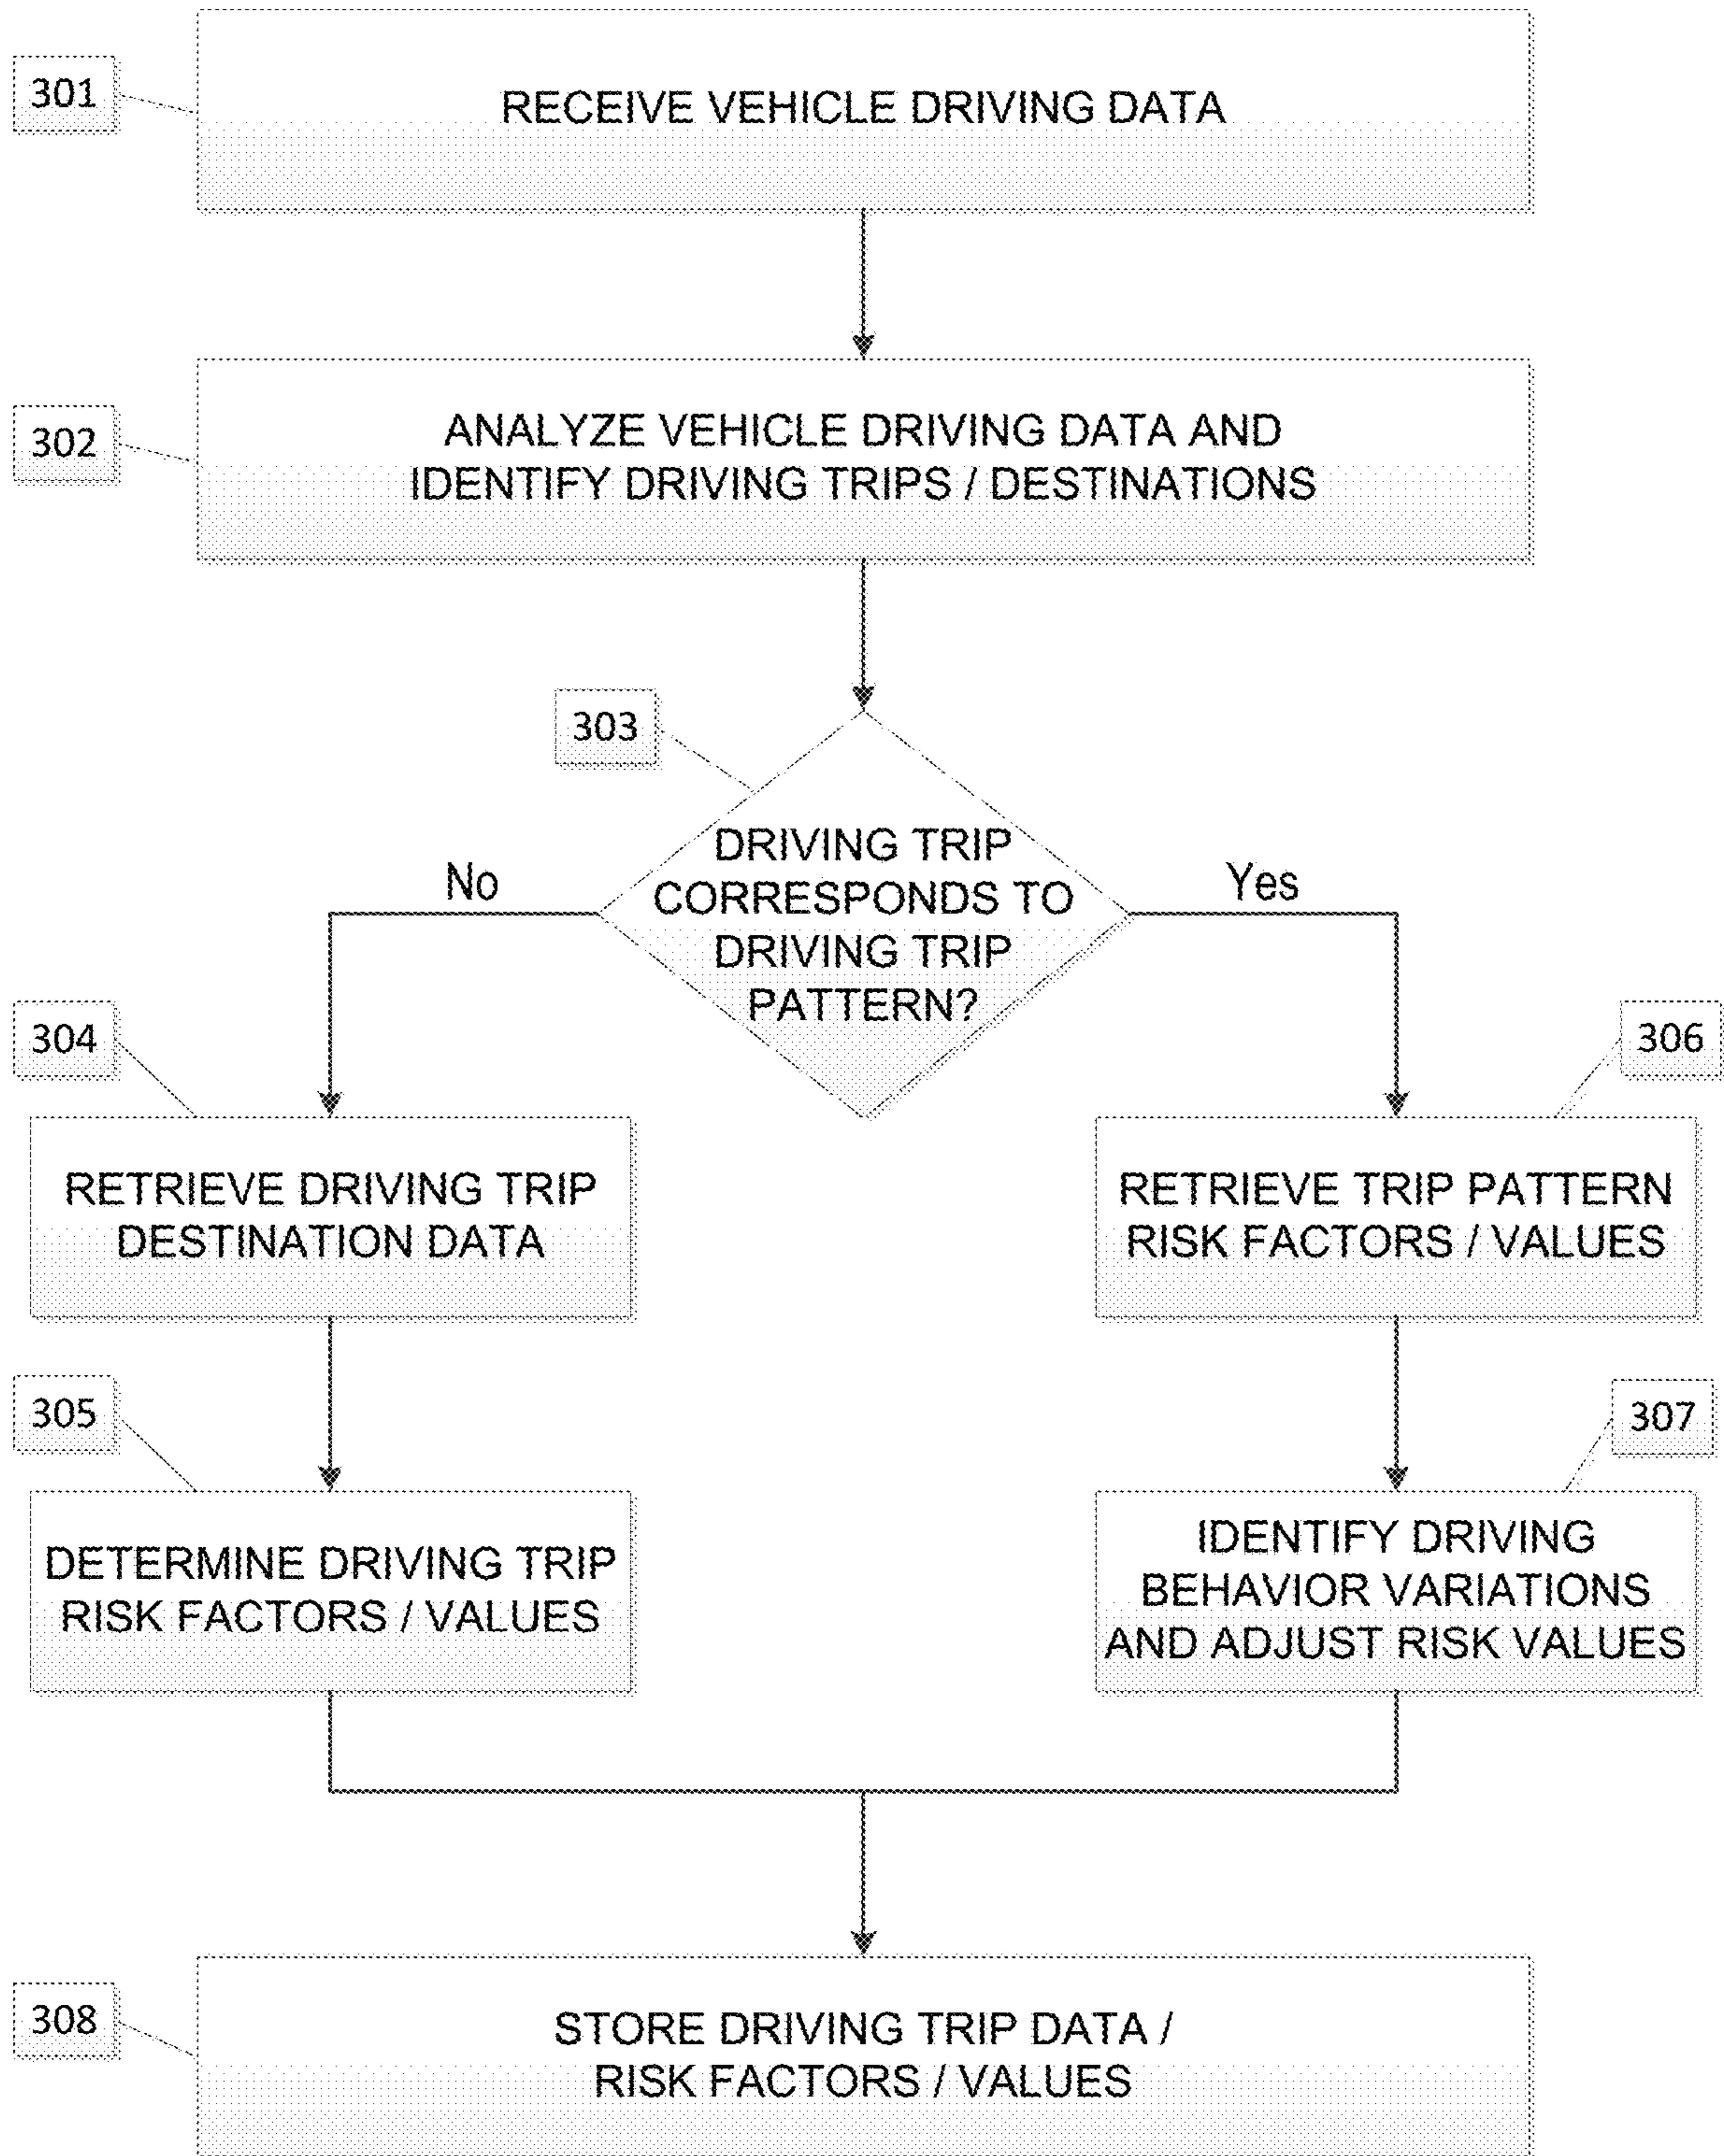 301
RECEIVE VEHICLE DRIVING DATA
302
ANALYZE VEHICLE DRIVING DATA AND
IDENTIFY DRIVING TRIPS / DESTINATIONS
303
DRIVING TRIP
CORRESPONDS TO
DRIVING TRIP
PATTERN?
No
Yes
304
RETRIEVE DRIVING TRIP
DESTINATION DATA
306
RETRIEVE TRIP PATTERN
RISK FACTORS / VALUES
305
DETERMINE DRIVING TRIP
RISK FACTORS / VALUES
307
IDENTIFY DRIVING
BEHAVIOR VARIATIONS
AND ADJUST RISK VALUES
308
STORE DRIVING TRIP DATA /
RISK FACTORS / VALUES